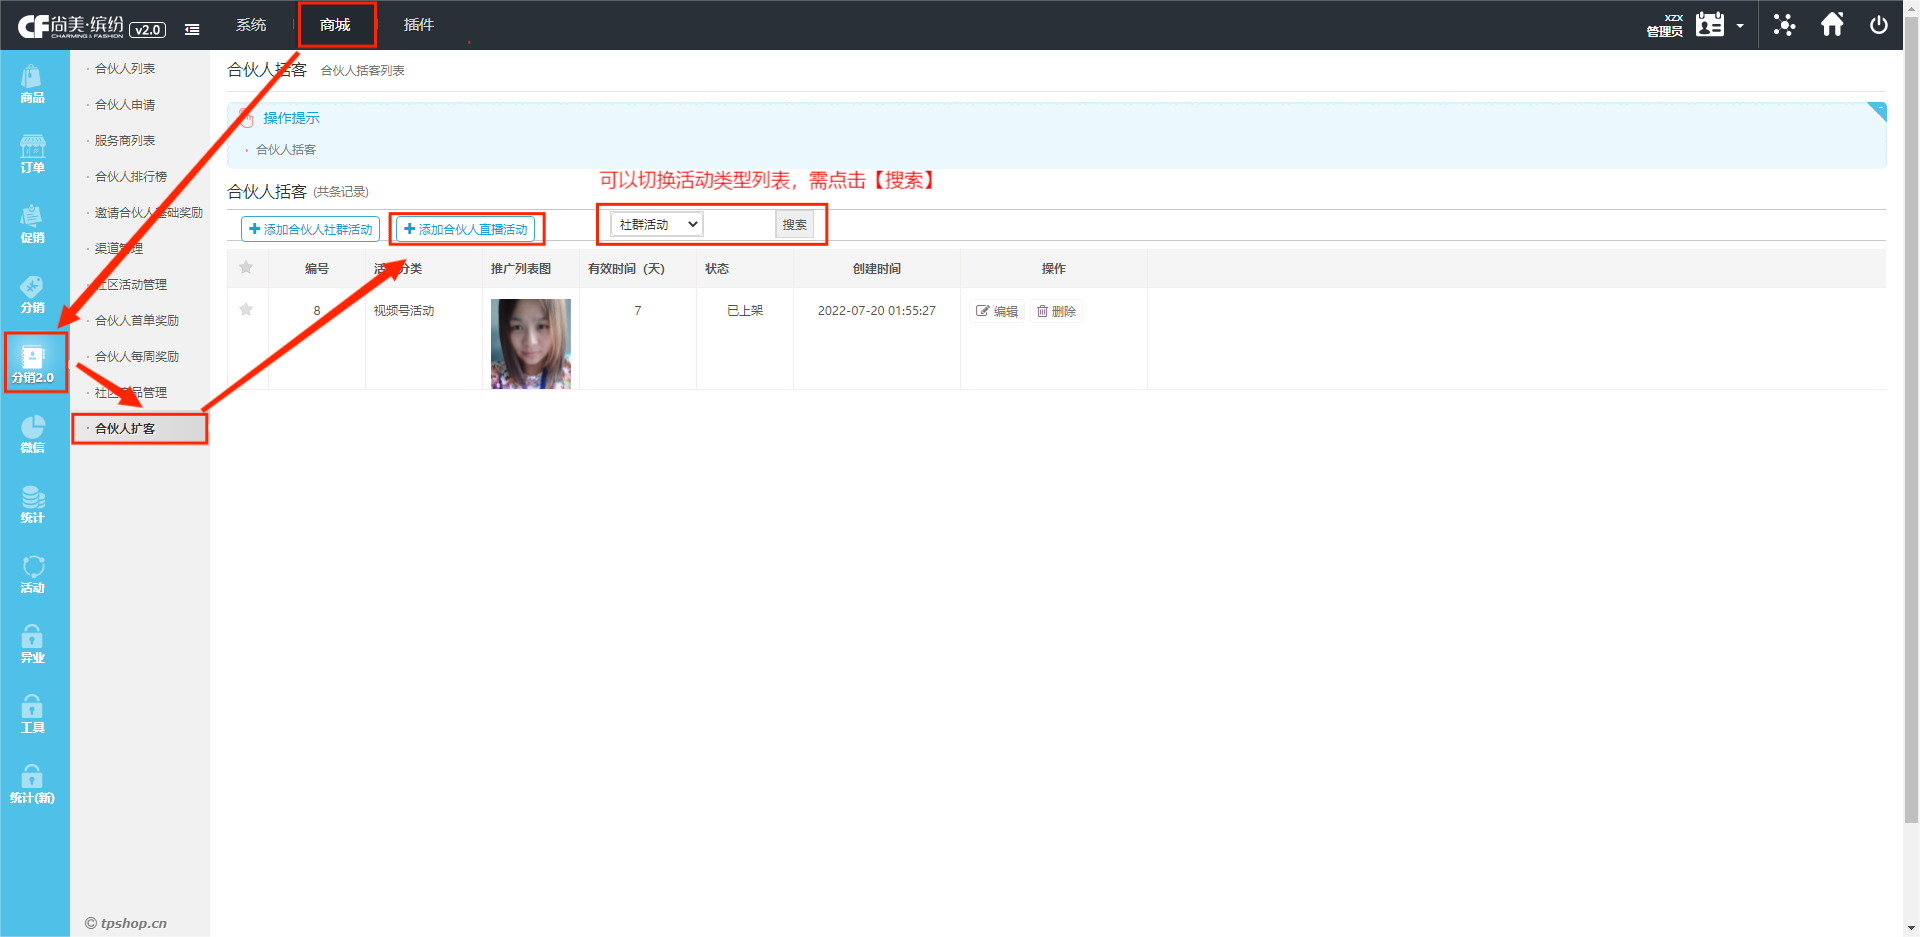 CF 尚美·缤纷 v2.0
CHARMING & FASHION
系统
商城
插件
xzx
管理员
商品
订单
促销
分销
分销2.0
微信
统计
活动
异业
工具
统计(新)
· 合伙人列表
· 合伙人申请
· 服务商列表
· 合伙人排行榜
· 邀请合伙人基础奖励
· 渠道管理
社区活动管理
· 合伙人首单奖励
· 合伙人每周奖励
· 社区 品管理
· 合伙人扩客
© tpshop.cn
合伙人括客 合伙人括客列表
操作提示
· 合伙人括客
合伙人括客 (共条记录)
可以切换活动类型列表，需点击【搜索】
添加合伙人社群活动
添加合伙人直播活动
社群活动
搜索
编号 活动分类 推广列表图 有效时间（天） 状态 创建时间 操作
8 视频号活动 7 已上架 2022-07-20 01:55:27 编辑 删除